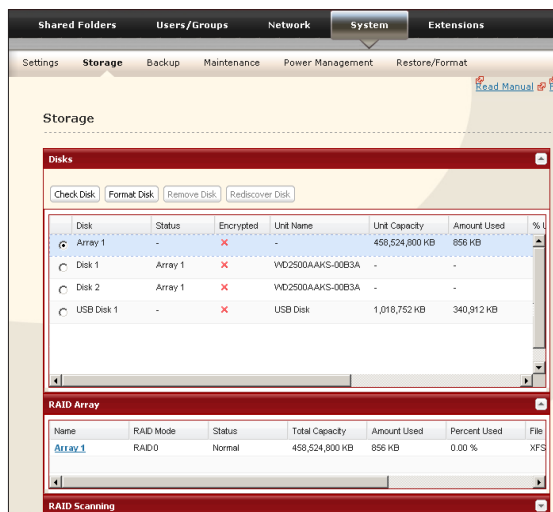 Shared Folders Users/Groups Network System Extensions
Settings Storage Backup Maintenance Power Management Restore/Format
Read Manual
Storage
Disks
Check Disk Format Disk Remove Disk Rediscover Disk
Disk Status Encrypted Unit Name Unit Capacity Amount Used %
Array 1 - 458,524,800 KB 856 KB
Disk 1 Array 1 WD2500AAKS-00B3A - -
Disk 2 Array 1 WD2500AAKS-00B3A - -
USB Disk 1 - USB Disk 1,018,752 KB 340,912 KB
RAID Array
Name RAID Mode Status Total Capacity Amount Used Percent Used File
Array 1 RAID0 Normal 458,524,800 KB 856 KB 0.00 % XFS
RAID Scanning